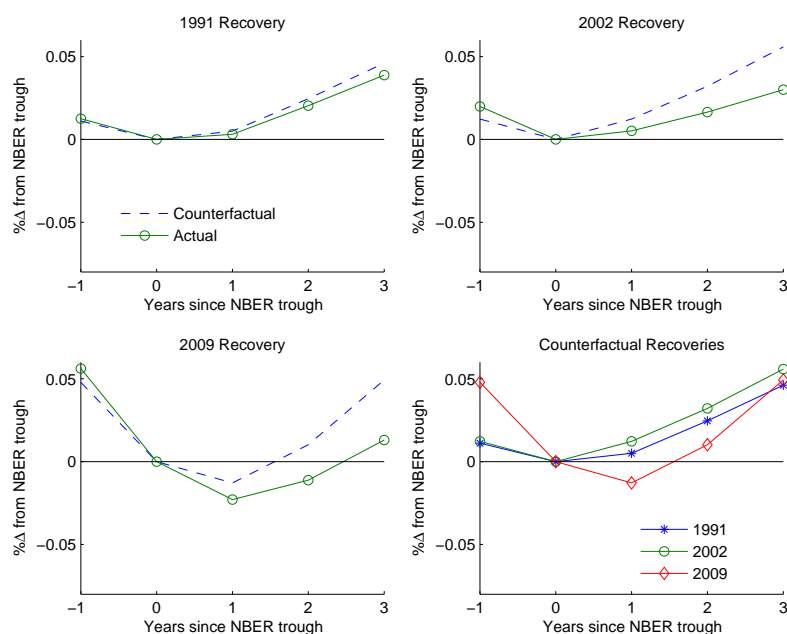 1991 Recovery
0.05
0
−0.05
%Δ from NBER trough
Counterfactual
Actual
−1 0 1 2 3
Years since NBER trough
2002 Recovery
0.05
0
−0.05
%Δ from NBER trough
−1 0 1 2 3
Years since NBER trough
2009 Recovery
0.05
0
−0.05
%Δ from NBER trough
−1 0 1 2 3
Years since NBER trough
Counterfactual Recoveries
0.05
0
−0.05
%Δ from NBER trough
1991
2002
2009
−1 0 1 2 3
Years since NBER trough